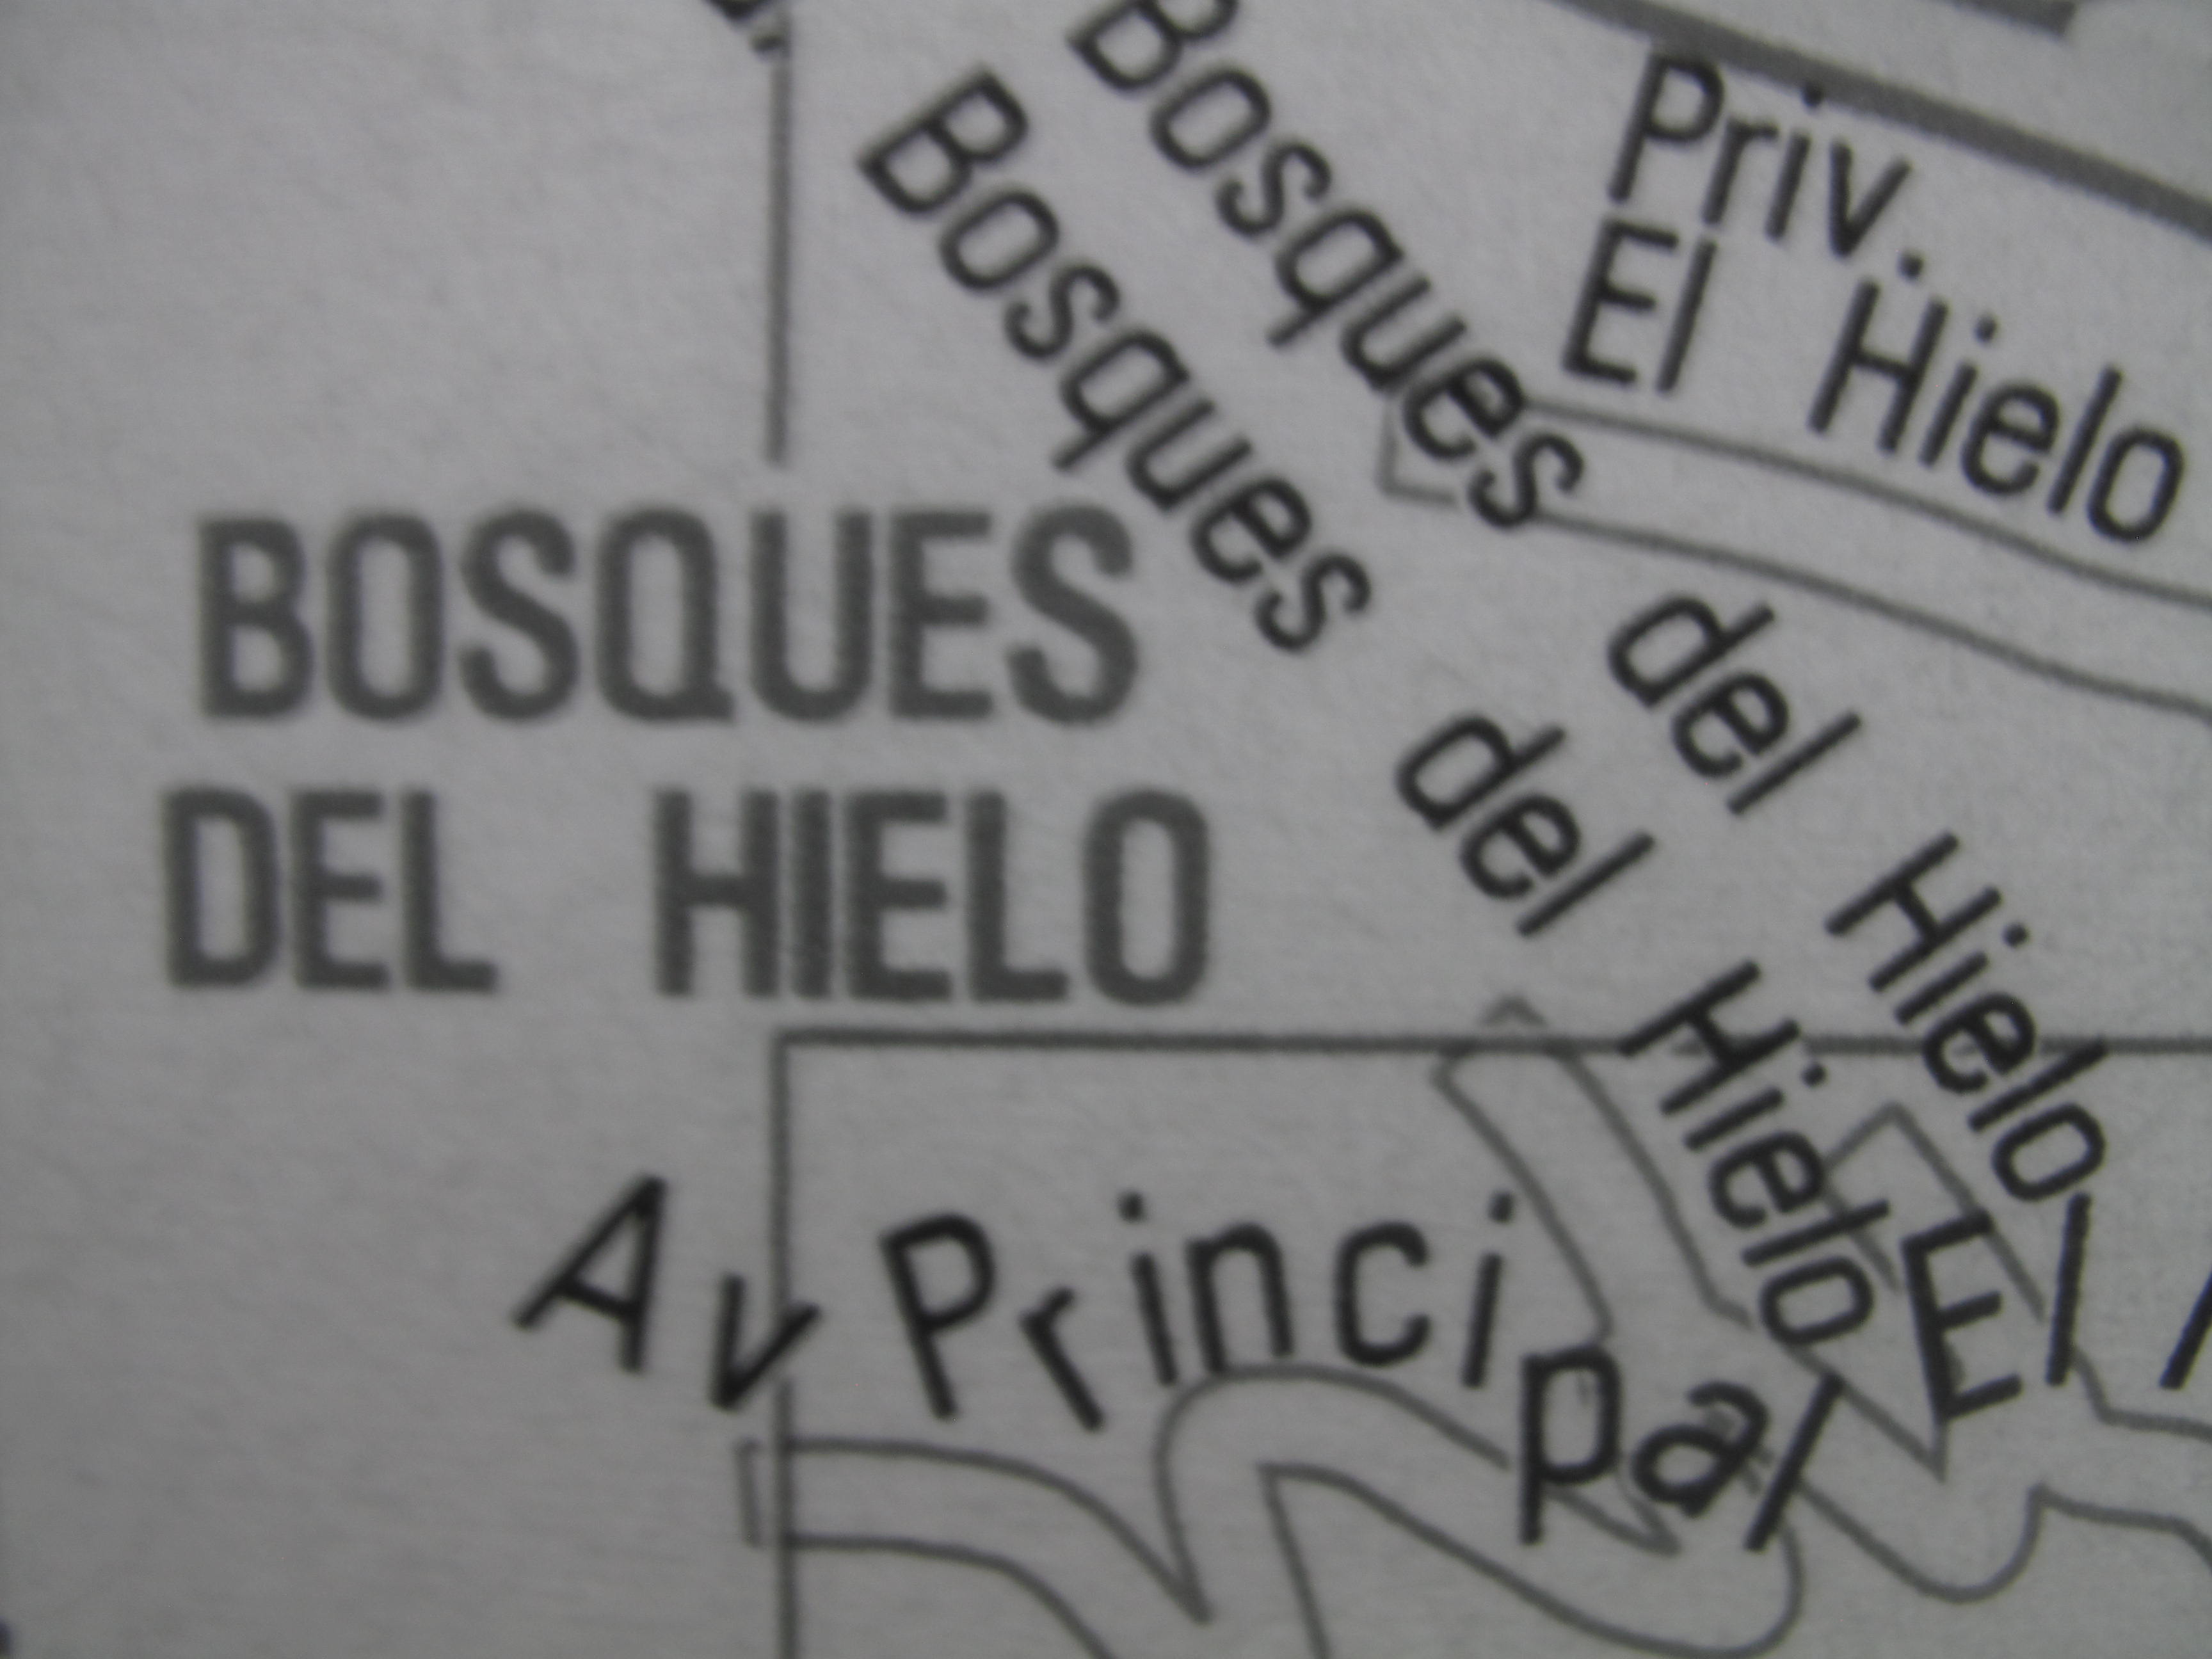 Bosques del Hielo
Bosques del Hielo
Priv.
El Hielo
BOSQUES
DEL HIELO
Av Principal
El